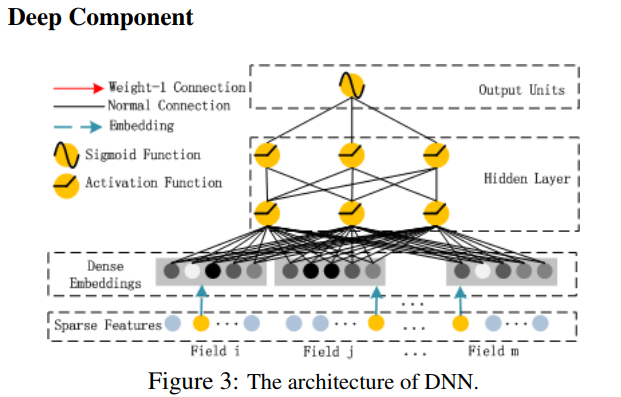 Deep Component
Weight-1 Connection
Normal Connection
Embedding
Sigmoid Function
Activation Function
Output Units
Hidden Layer
Dense
Embeddings
...
Sparse Features
...
...
...
...
Field i
Field j
...
Field m
Figure 3: The architecture of DNN.